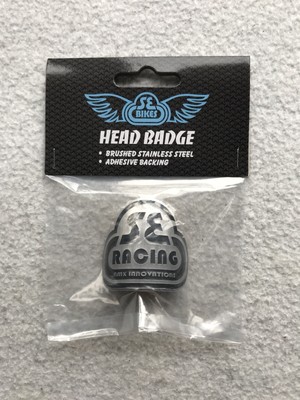 SE
BIKES
HEAD BADGE
• BRUSHED STAINLESS STEEL
• ADHESIVE BACKING
SE
RACING
BMX INNOVATIONS